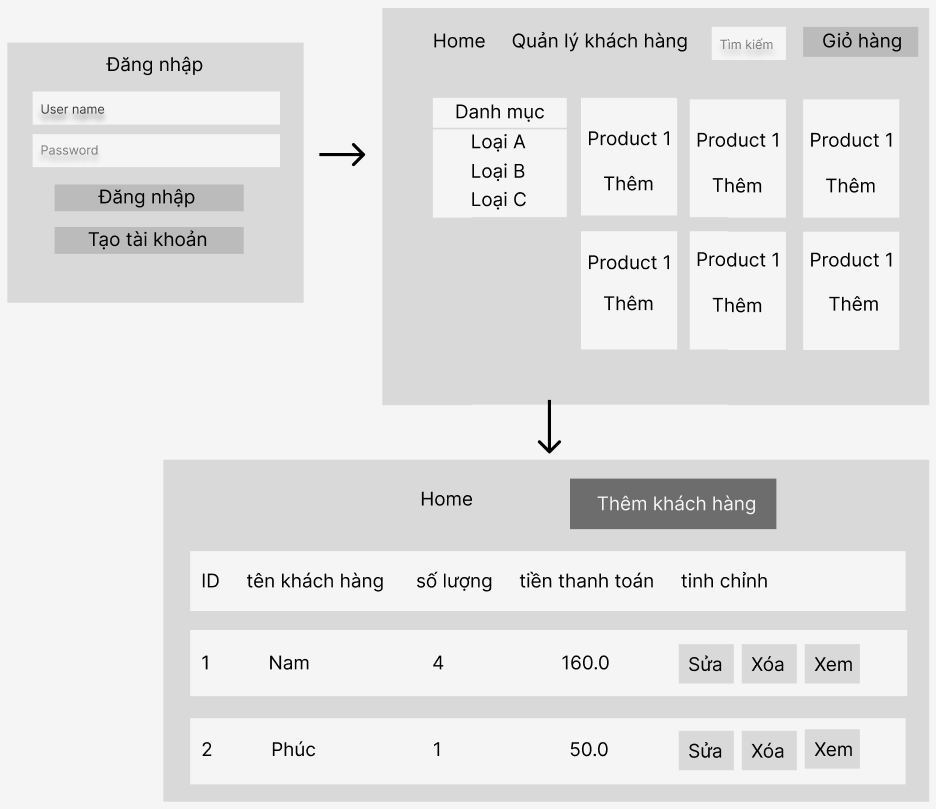 Đăng nhập
User name
Password
Đăng nhập
Tạo tài khoản
Home Quản lý khách hàng Tìm kiếm Giỏ hàng
Danh mục
Loại A
Loại B
Loại C
Product 1
Thêm
Product 1
Thêm
Product 1
Thêm
Product 1
Thêm
Product 1
Thêm
Product 1
Thêm
Home Thêm khách hàng
ID tên khách hàng số lượng tiền thanh toán tinh chỉnh
1 Nam 4 160.0 Sửa Xóa Xem
2 Phúc 1 50.0 Sửa Xóa Xem